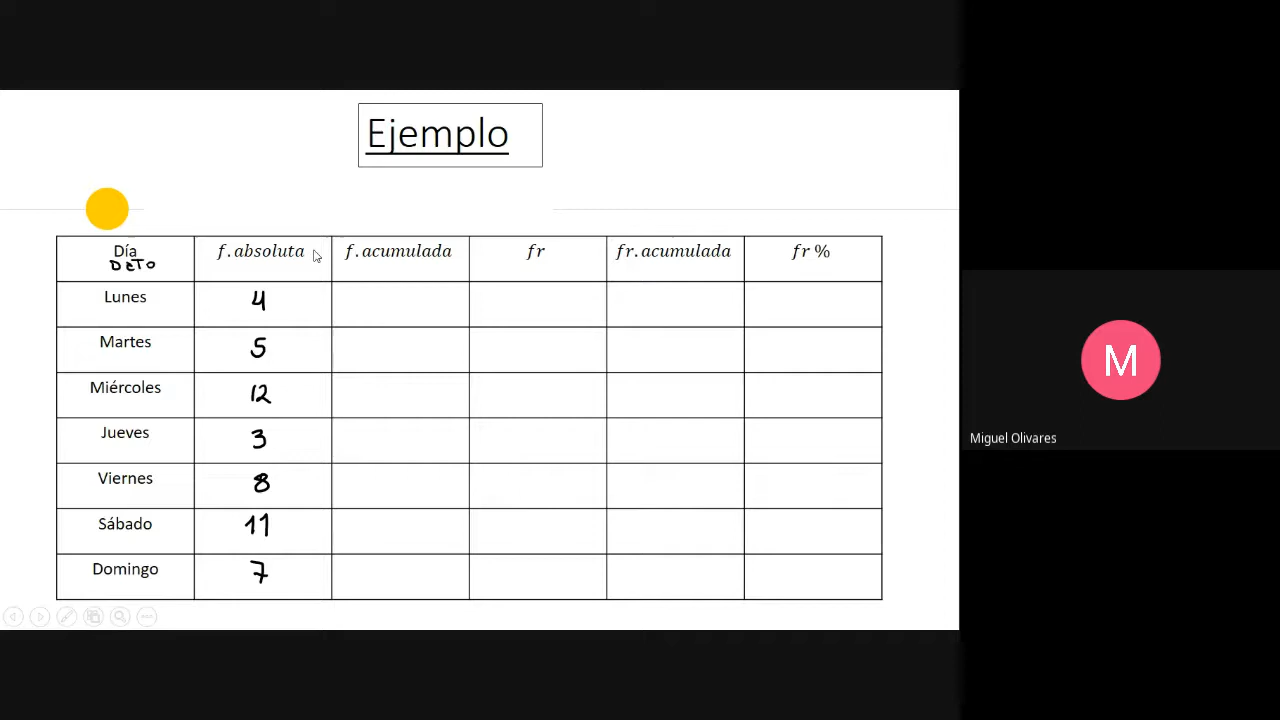 Ejemplo
Día f.absoluta f.acumulada fr fr.acumulada fr %
DETO
Lunes 4
Martes 5
Miércoles 12
Jueves 3
Viernes 8
Sábado 11
Domingo 7
M
Miguel Olivares